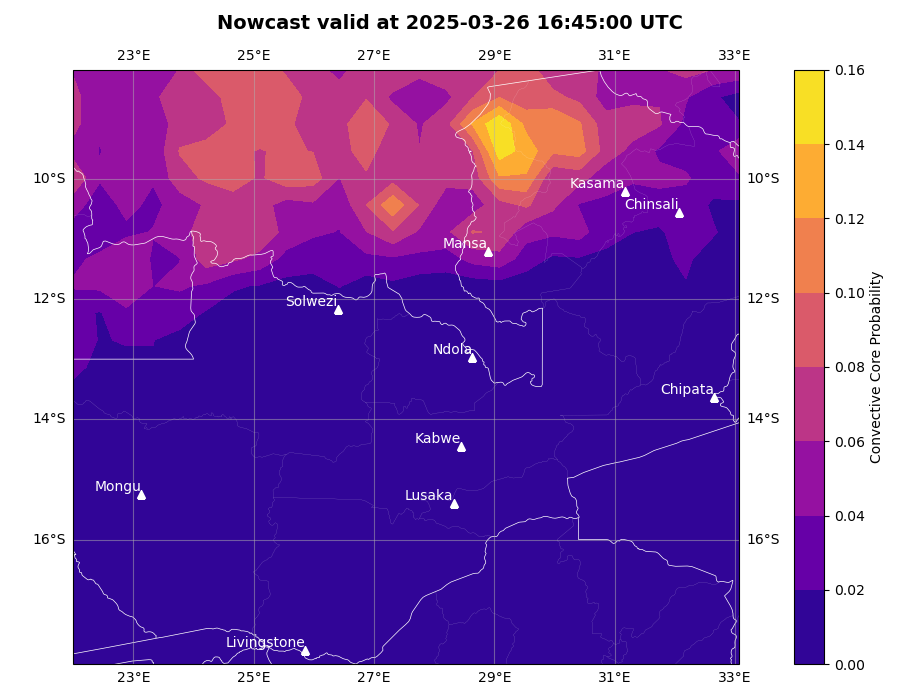 Nowcast valid at 2025-03-26 16:45:00 UTC
23°E 25°E 27°E 29°E 31°E 33°E
0.16
0.14
10°S Kasama 10°S
Chinsali
0.12
Mansa
12°S Solwezi 12°S 0.10
Ndola
0.08
Chipata
14°S 14°S
Kabwe 0.06
Mongu Lusaka
0.04
16°S 16°S
0.02
Livingstone
0.00
23°E 25°E 27°E 29°E 31°E 33°E
Convective Core Probability